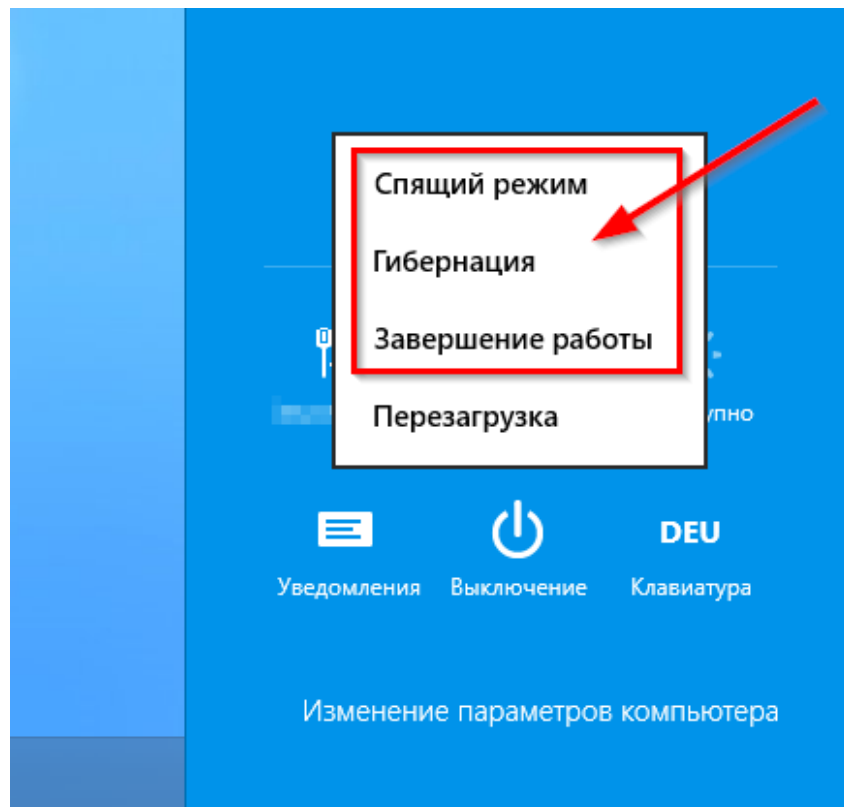 Спящий режим
Гибернация
Завершение работы
Перезагрузка
Уведомления
Выключение
DEU
Клавиатура
Изменение параметров компьютера